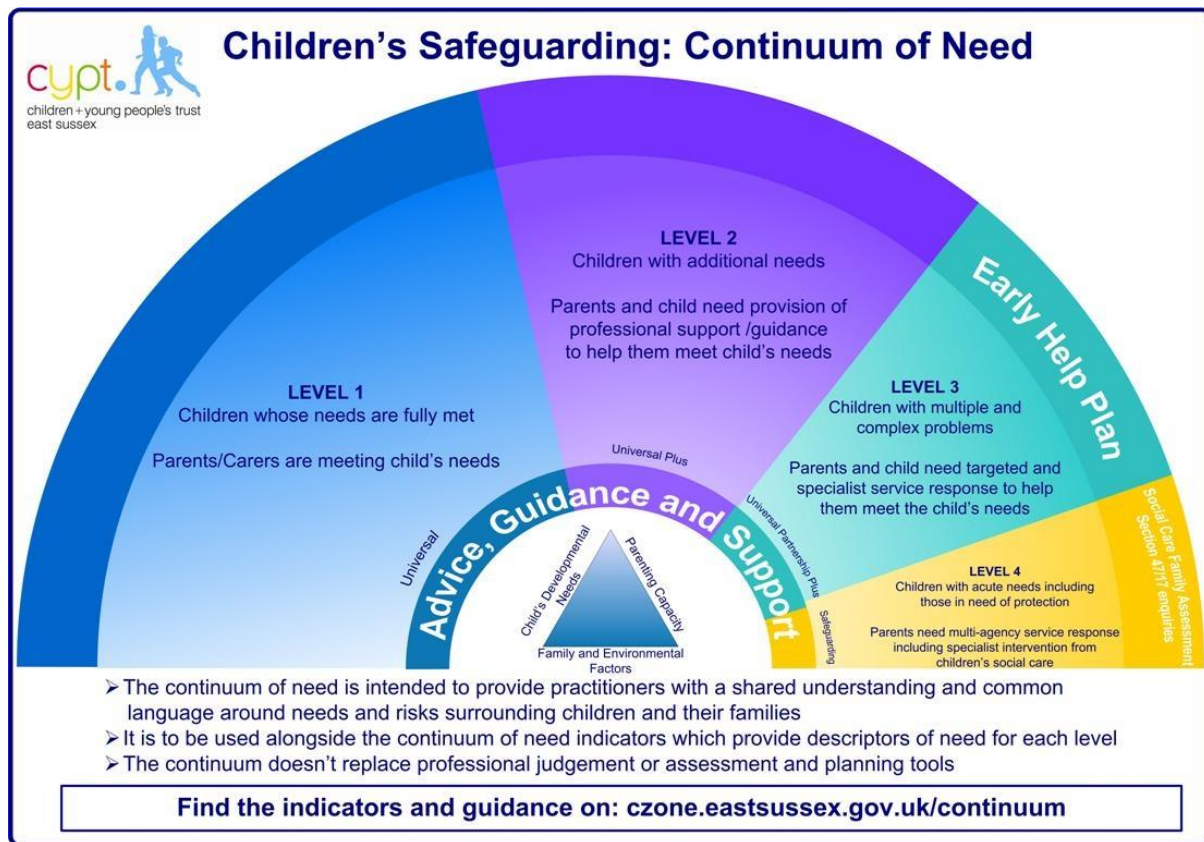 Children's Safeguarding: Continuum of Need
cypt.
children + young people's trust
east sussex
LEVEL 1
Children whose needs are fully met
Parents/Carers are meeting child's needs
LEVEL 2
Children with additional needs
Parents and child need provision of
professional support /guidance
to help them meet child's needs
LEVEL 3
Children with multiple and
complex problems
Parents and child need targeted and
specialist service response to help
them meet the child's needs
Early Help Plan
LEVEL 4
Children with acute needs including
those in need of protection
Parents need multi-agency service response
including specialist intervention from
children's social care
Social Care Family Assessment
Section 47/17 enquiries
Universal
Universal Plus
Universal Partnership Plus
Safeguarding
Advice, Guidance and Support
Child's Developmental
Needs
Parenting Capacity
Family and Environmental
Factors
➢ The continuum of need is intended to provide practitioners with a shared understanding and common
language around needs and risks surrounding children and their families
➢ It is to be used alongside the continuum of need indicators which provide descriptors of need for each level
➢ The continuum doesn't replace professional judgement or assessment and planning tools
Find the indicators and guidance on: czone.eastsussex.gov.uk/continuum